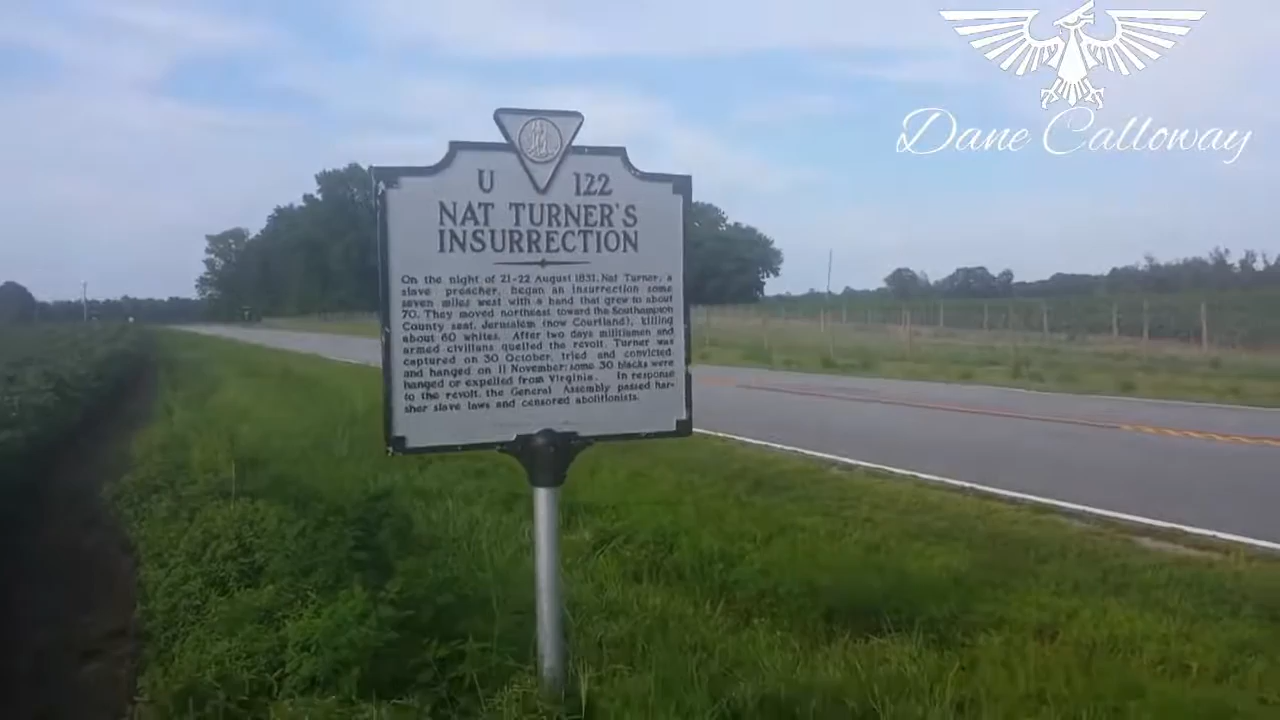 Dane Calloway
U 122
NAT TURNER'S
INSURRECTION
On the night of 21-22 August 1831, Nat Turner, a
slave preacher, began an insurrection some
seven miles west with a band that grew to about
70. They moved northeast toward the Southampton
County seat, Jerusalem (now Courtland), killing
about 60 whites. After two days militiamen and
armed civilians quelled the revolt. Turner was
captured on 30 October, tried and convicted,
and hanged on 11 November; some 30 blacks were
hanged or expelled from Virginia. In response
to the revolt, the General Assembly passed har-
sher slave laws and censored abolitionists.